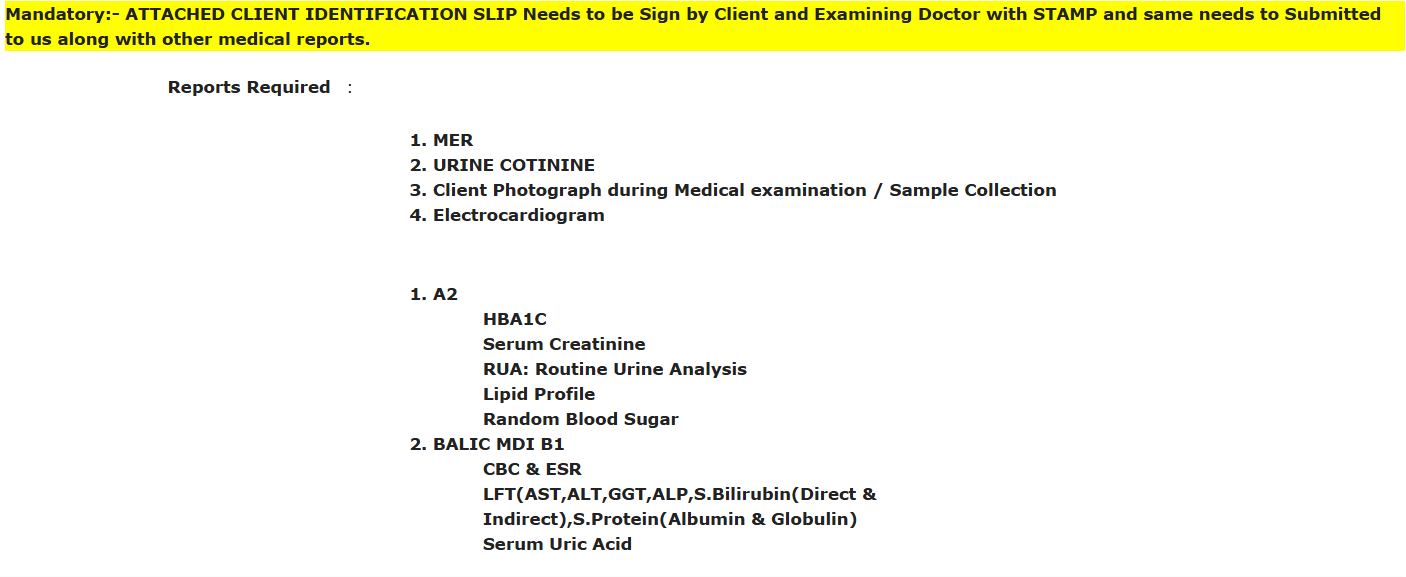 Mandatory:- ATTACHED CLIENT IDENTIFICATION SLIP Needs to be Sign by Client and Examining Doctor with STAMP and same needs to Submitted
to us along with other medical reports.
Reports Required :
1. MER
2. URINE COTININE
3. Client Photograph during Medical examination / Sample Collection
4. Electrocardiogram
1. A2
HBA1C
Serum Creatinine
RUA: Routine Urine Analysis
Lipid Profile
Random Blood Sugar
2. BALIC MDI B1
CBC & ESR
LFT(AST,ALT,GGT,ALP,S.Bilirubin(Direct &
Indirect),S.Protein(Albumin & Globulin)
Serum Uric Acid